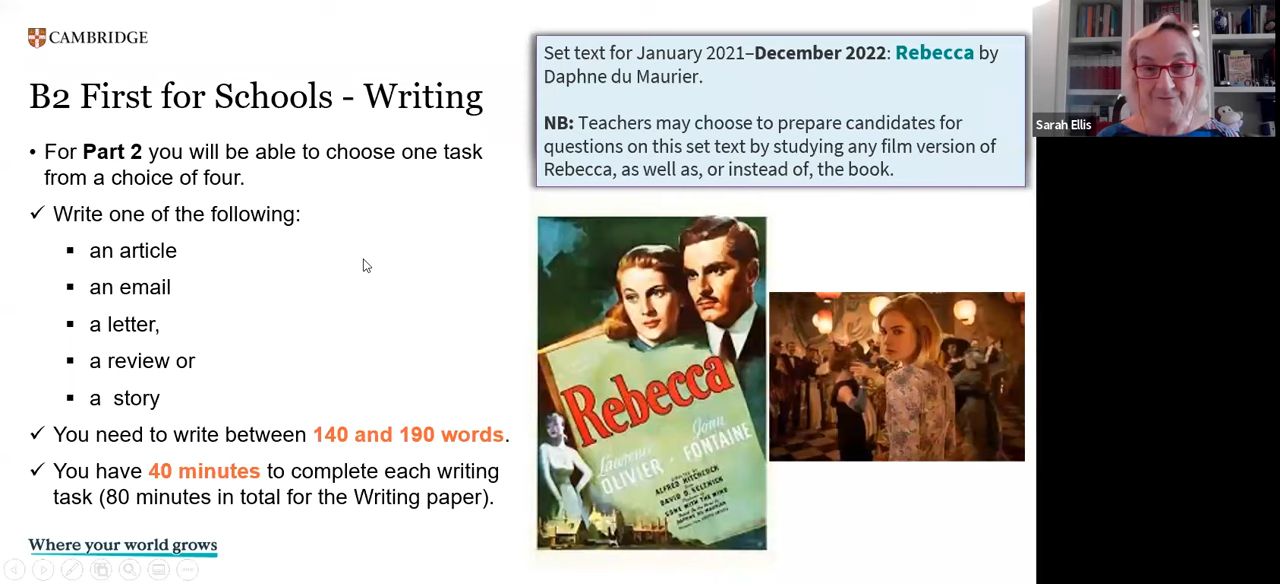 CAMBRIDGE
B2 First for Schools - Writing
• For Part 2 you will be able to choose one task
from a choice of four.
✓ Write one of the following:
▪ an article
▪ an email
▪ a letter,
▪ a review or
▪ a story
✓ You need to write between 140 and 190 words.
✓ You have 40 minutes to complete each writing
task (80 minutes in total for the Writing paper).
Where your world grows
Set text for January 2021–December 2022: Rebecca by
Daphne du Maurier.
NB: Teachers may choose to prepare candidates for
questions on this set text by studying any film version of
Rebecca, as well as, or instead of, the book.
Rebecca
Laurence Joan
OLIVIER · FONTAINE
DIRECTED BY
ALFRED HITCHCOCK
DAVID O. SELZNICK
GONE WITH THE WIND
Sarah Ellis